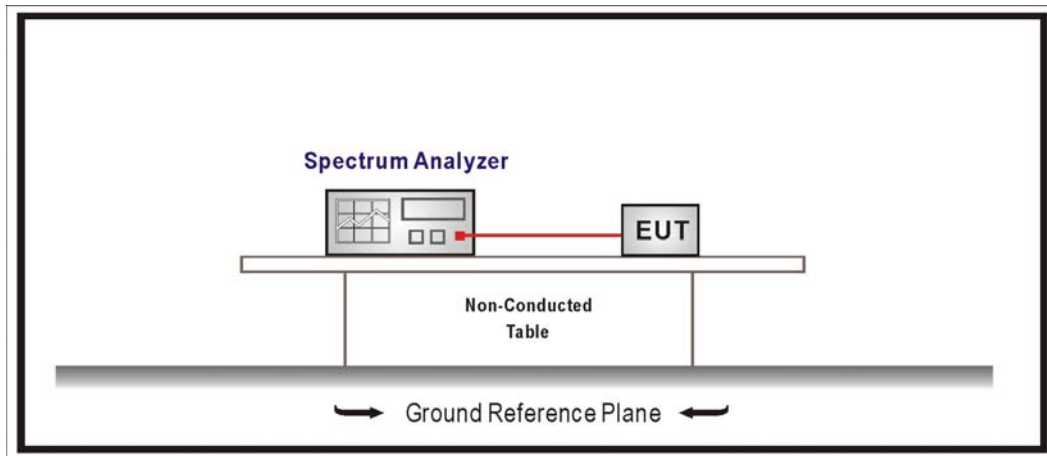 Spectrum Analyzer
EUT
Non-Conducted
Table
Ground Reference Plane